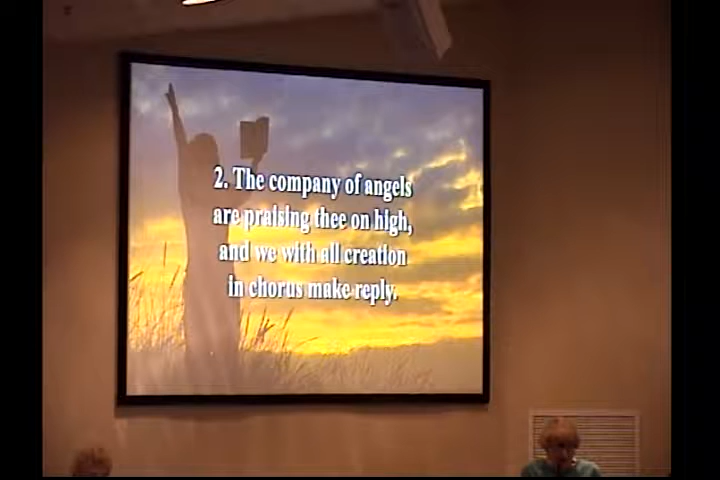 2. The company of angels
are praising thee on high,
and we with all creation
in chorus make reply.